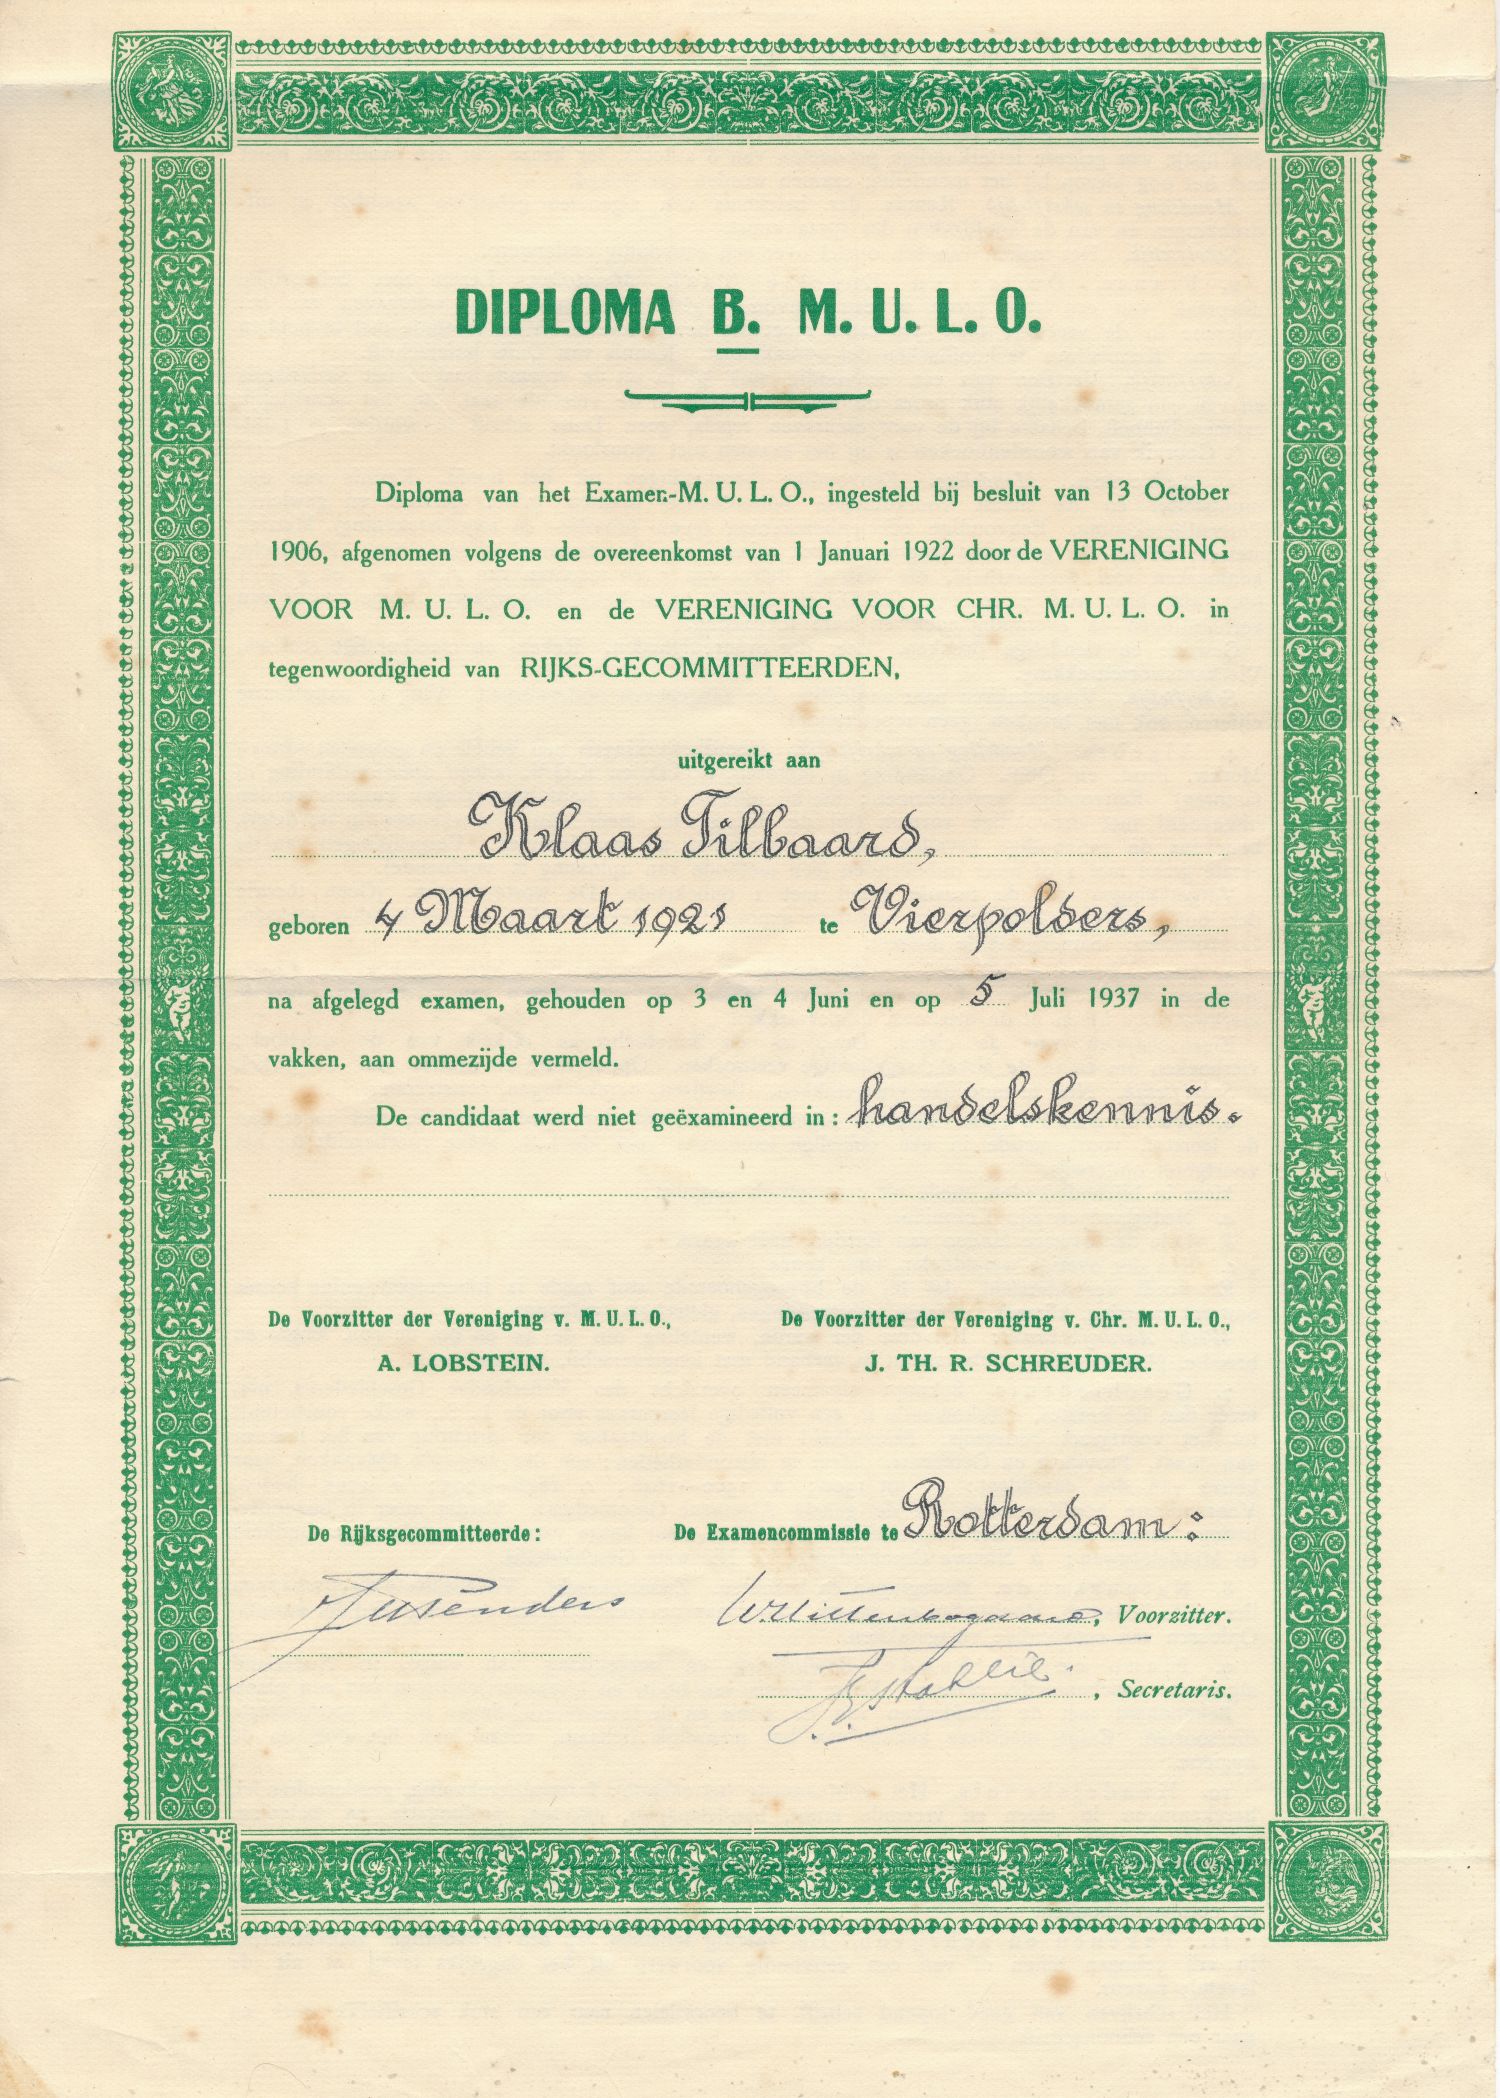 DIPLOMA B. M. U. L. O.
Diploma van het Examen-M. U. L. O., ingesteld bij besluit van 13 October
1906, afgenomen volgens de overeenkomst van 1 Januari 1922 door de VERENIGING
VOOR M. U. L. O. en de VERENIGING VOOR CHR. M. U. L. O. in
tegenwoordigheid van RIJKS-GECOMMITTEERDEN,
uitgereikt aan
Klaas Tilbaard,
geboren 4 Maart 1921 te Vierpolders,
na afgelegd examen, gehouden op 3 en 4 Juni en op 5 Juli 1937 in de
vakken, aan ommezijde vermeld.
De candidaat werd niet geëxamineerd in: handelskennis.
De Voorzitter der Vereniging v. M. U. L. O., De Voorzitter der Vereniging v. Chr. M. U. L. O.,
A. LOBSTEIN. J. TH. R. SCHREUDER.
De Rijksgecommitteerde: De Examencommissie te Rotterdam:
, Voorzitter.
, Secretaris.